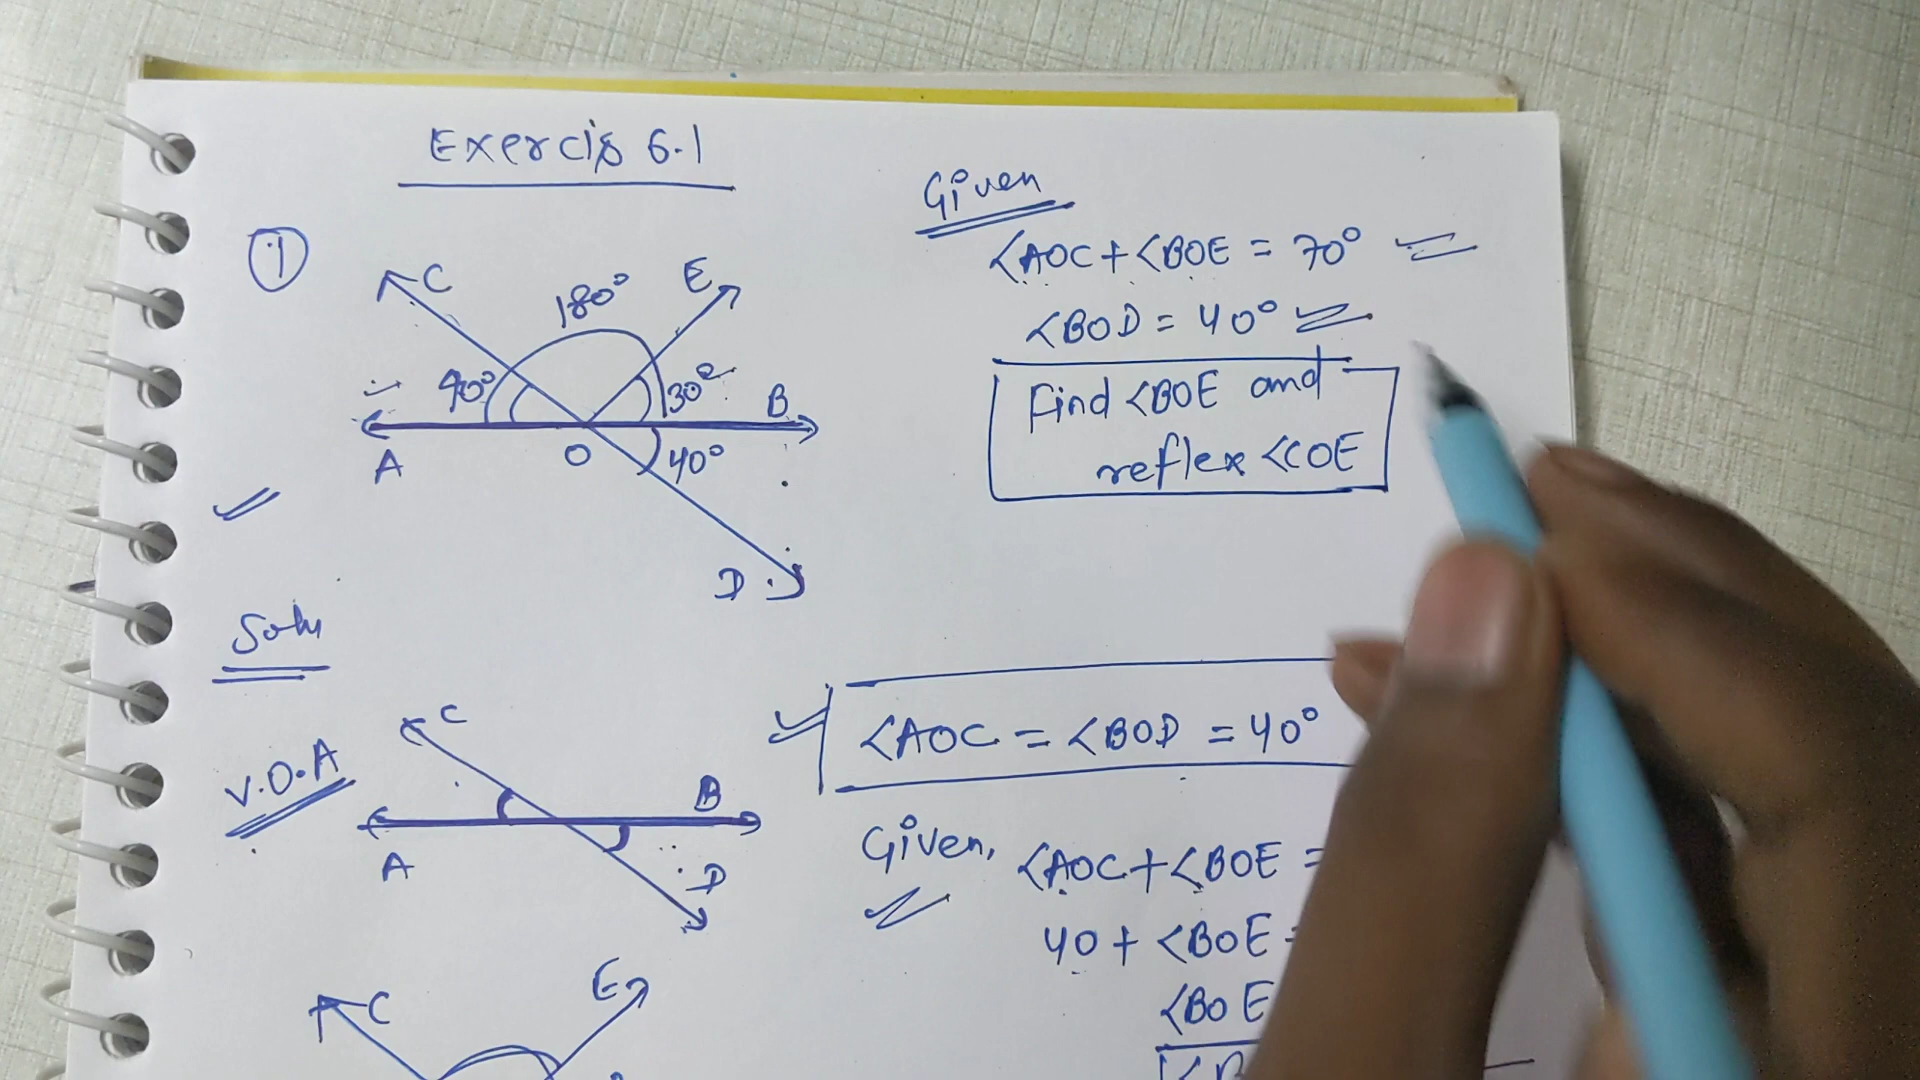 Exercis 6.1
Given
①
<AOC + <BOE = 70°
<BOD = 40°
Find <BOE and
reflex <COE
C
180°
E
40°
30°
B
A
O
40°
D
Soln
V.O.A
C
B
A
D
<AOC = <BOD = 40°
Given, <AOC + <BOE =
40 + <BOE =
<BOE
C
E